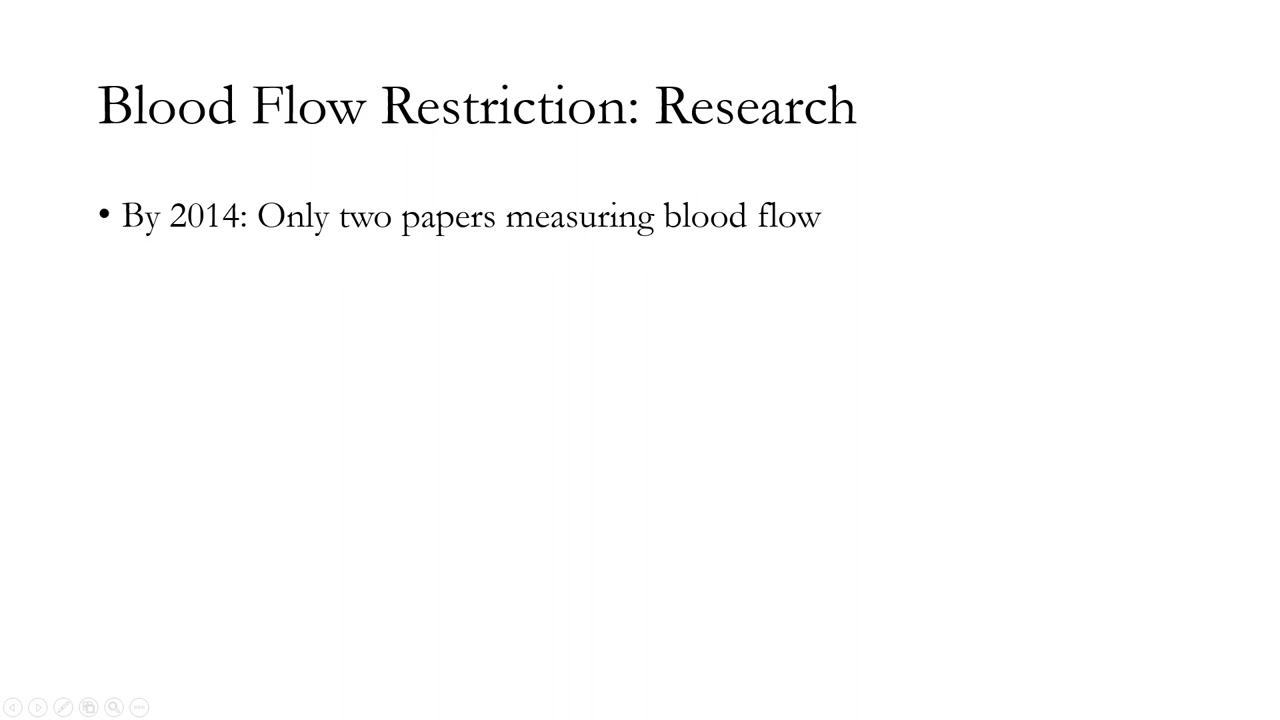 Blood Flow Restriction: Research
• By 2014: Only two papers measuring blood flow